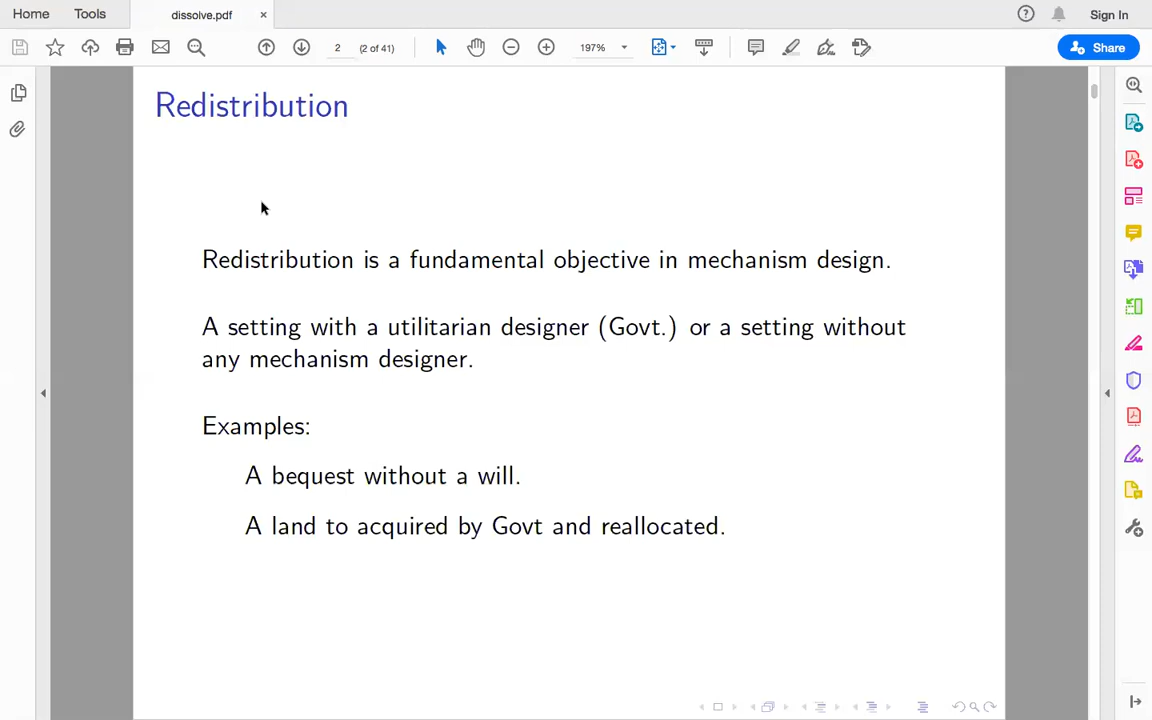 Home Tools dissolve.pdf × Sign In
2 (2 of 41) 197% Share
Redistribution
Redistribution is a fundamental objective in mechanism design.
A setting with a utilitarian designer (Govt.) or a setting without
any mechanism designer.
Examples:
A bequest without a will.
A land to acquired by Govt and reallocated.